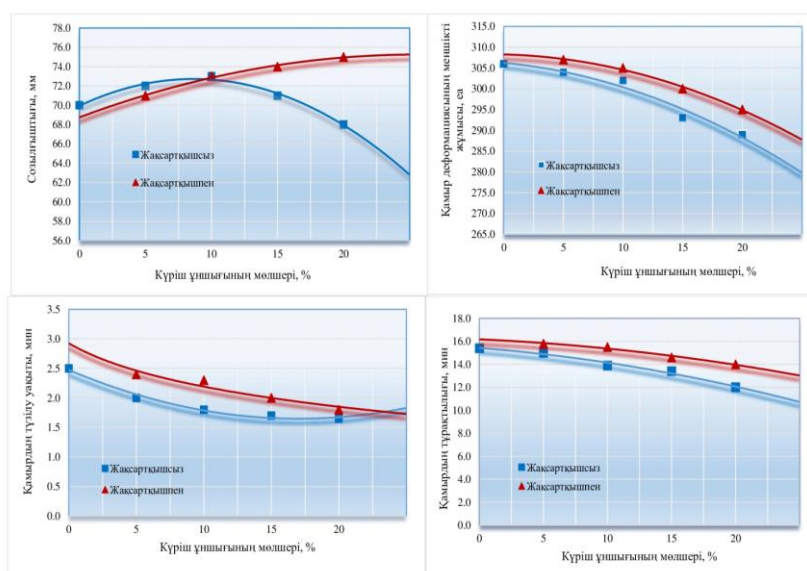 78.0
76.0
74.0
72.0
70.0
68.0
66.0
64.0
62.0
60.0
58.0
56.0
Созылғыштығы, мм
Жақсартқышсыз
Жақсартқышпен
0 5 10 15 20
Күріш ұншығының мөлшері, %
315.0
310.0
305.0
300.0
295.0
290.0
285.0
280.0
275.0
270.0
265.0
Қамыр деформациясының меншікті
жұмысы, еа
Жақсартқышсыз
Жақсартқышпен
0 5 10 15 20
Күріш ұншығының мөлшері, %
3.5
3.0
2.5
2.0
1.5
1.0
0.5
0.0
Қамырдың түзілу уақыты, мин
Жақсартқышсыз
Жақсартқышпен
0 5 10 15 20
Күріш ұншығының мөлшері, %
18.0
16.0
14.0
12.0
10.0
8.0
6.0
4.0
2.0
0.0
Қамырдың тұрақтылығы, мин
Жақсартқышсыз
Жақсартқышпен
0 5 10 15 20
Күріш ұншығының мөлшері, %